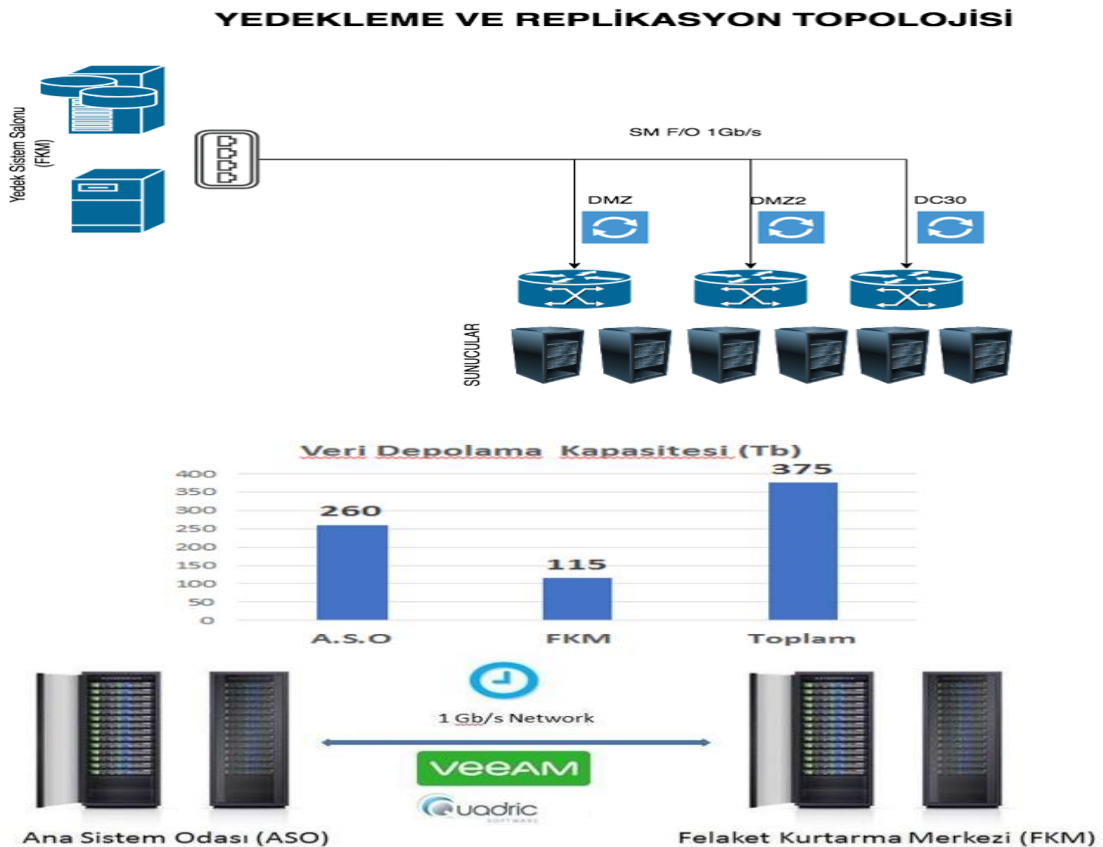 YEDEKLEME VE REPLİKASYON TOPOLOJİSİ
Yedek Sistem Salonu
(FKM)
SM F/O 1Gb/s
DMZ
DMZ2
DC30
SUNUCULAR
Veri Depolama Kapasitesi (Tb)
400
350
300
250
200
150
100
50
0
260
115
375
A.S.O
FKM
Toplam
1 Gb/s Network
veeam
Quadric
SOFTWARE
Ana Sistem Odası (ASO)
Felaket Kurtarma Merkezi (FKM)